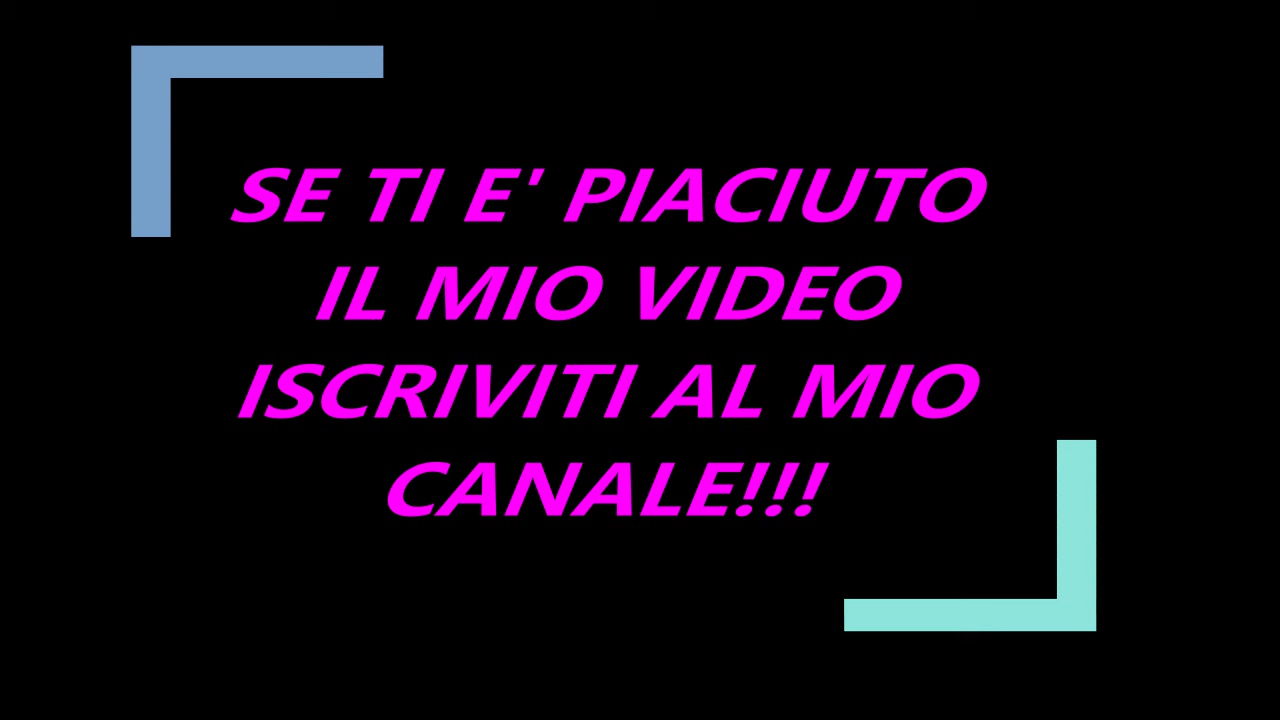 SE TI E' PIACIUTO
IL MIO VIDEO
ISCRIVITI AL MIO
CANALE!!!